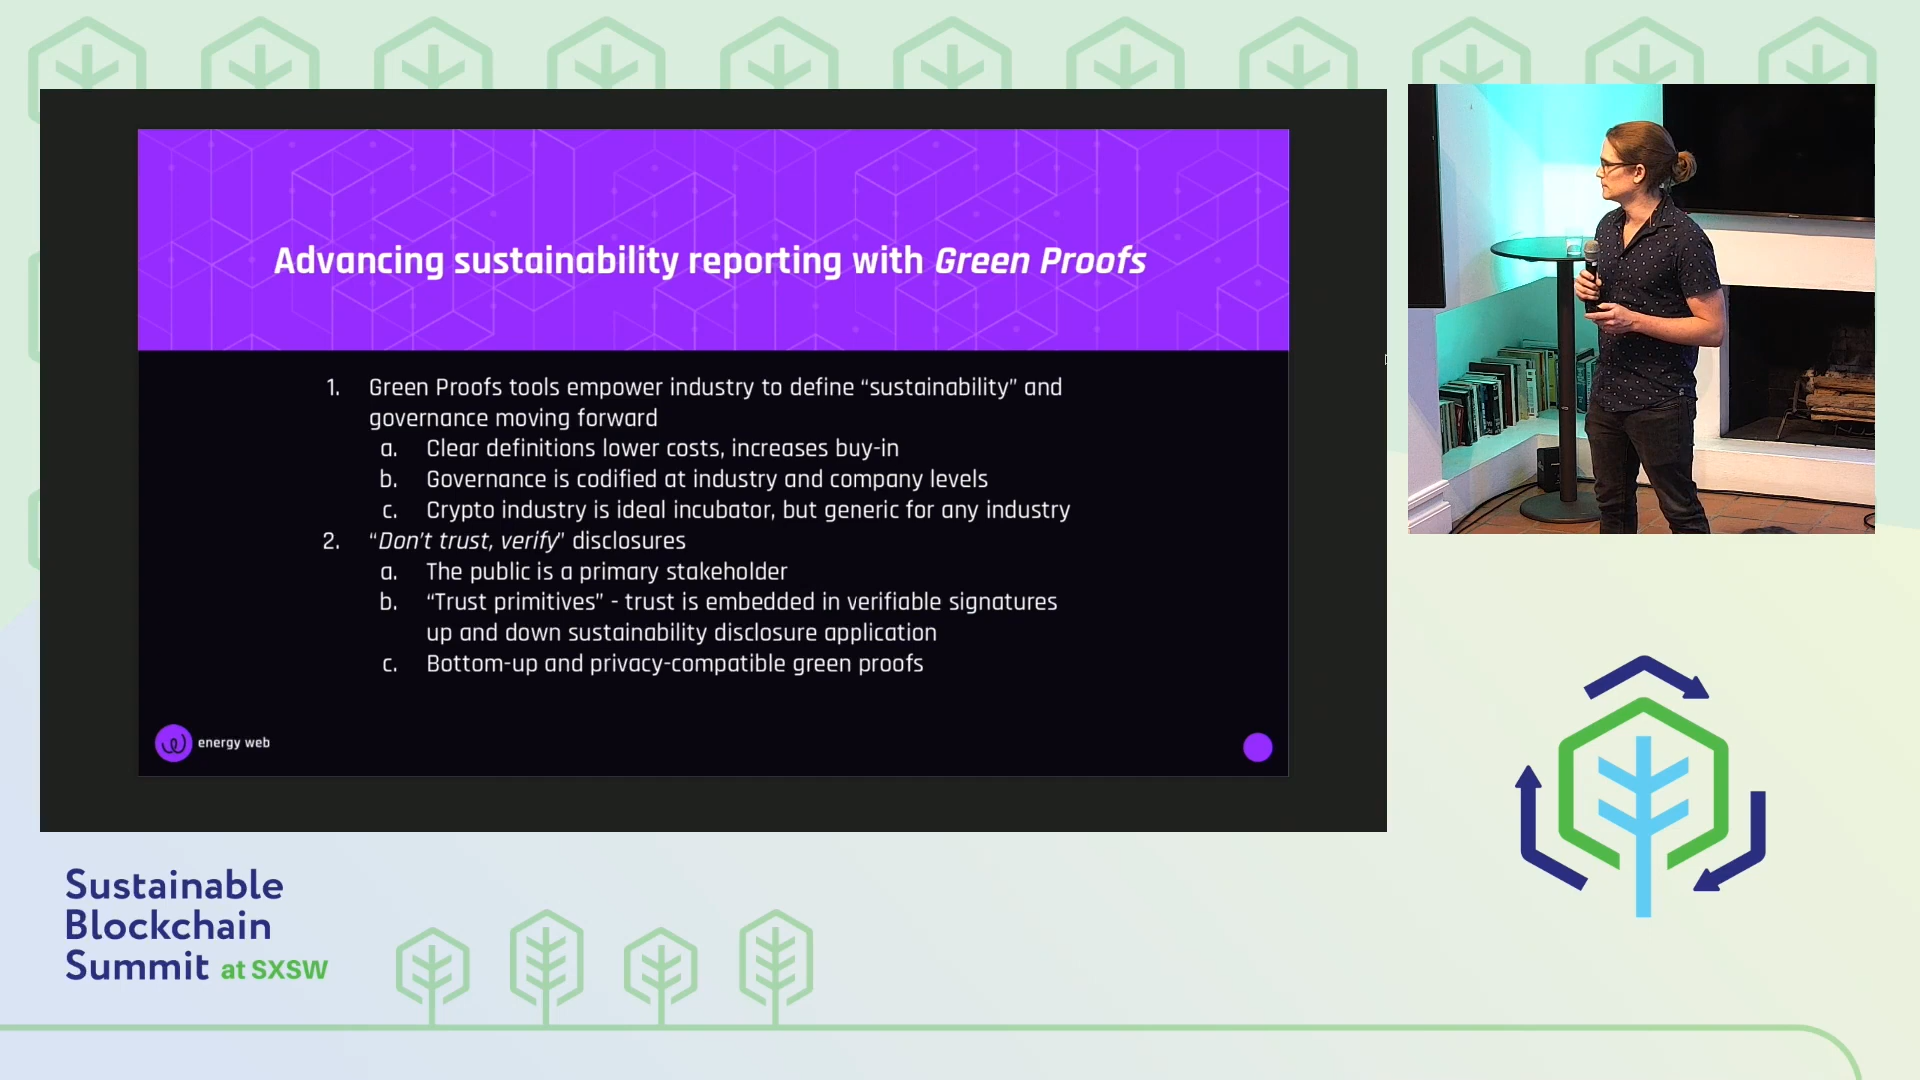 Advancing sustainability reporting with Green Proofs
1. Green Proofs tools empower industry to define “sustainability” and
governance moving forward
a. Clear definitions lower costs, increases buy-in
b. Governance is codified at industry and company levels
c. Crypto industry is ideal incubator, but generic for any industry
2. “Don’t trust, verify” disclosures
a. The public is a primary stakeholder
b. “Trust primitives” - trust is embedded in verifiable signatures
up and down sustainability disclosure application
c. Bottom-up and privacy-compatible green proofs
energy web
Sustainable
Blockchain
Summit at SXSW